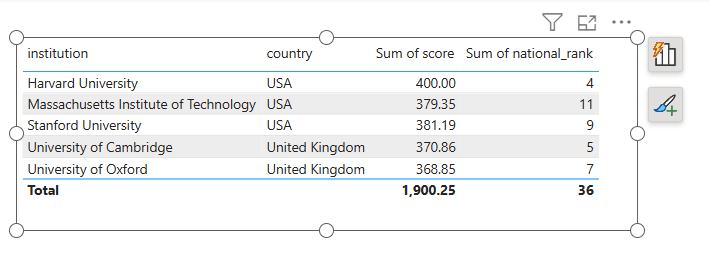 institution country Sum of score Sum of national_rank
Harvard University USA 400.00 4
Massachusetts Institute of Technology USA 379.35 11
Stanford University USA 381.19 9
University of Cambridge United Kingdom 370.86 5
University of Oxford United Kingdom 368.85 7
Total 1,900.25 36